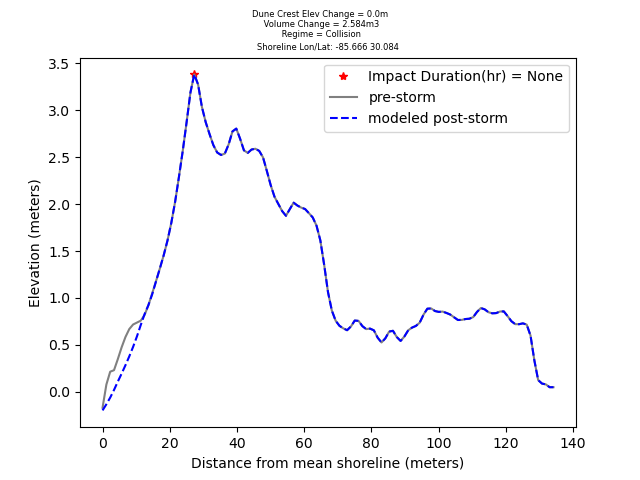 Dune Crest Elev Change = 0.0m
Volume Change = 2.584m3
Regime = Collision
Shoreline Lon/Lat: -85.666 30.084
Impact Duration(hr) = None
pre-storm
modeled post-storm
Elevation (meters)
3.5
3.0
2.5
2.0
1.5
1.0
0.5
0.0
0 20 40 60 80 100 120 140
Distance from mean shoreline (meters)